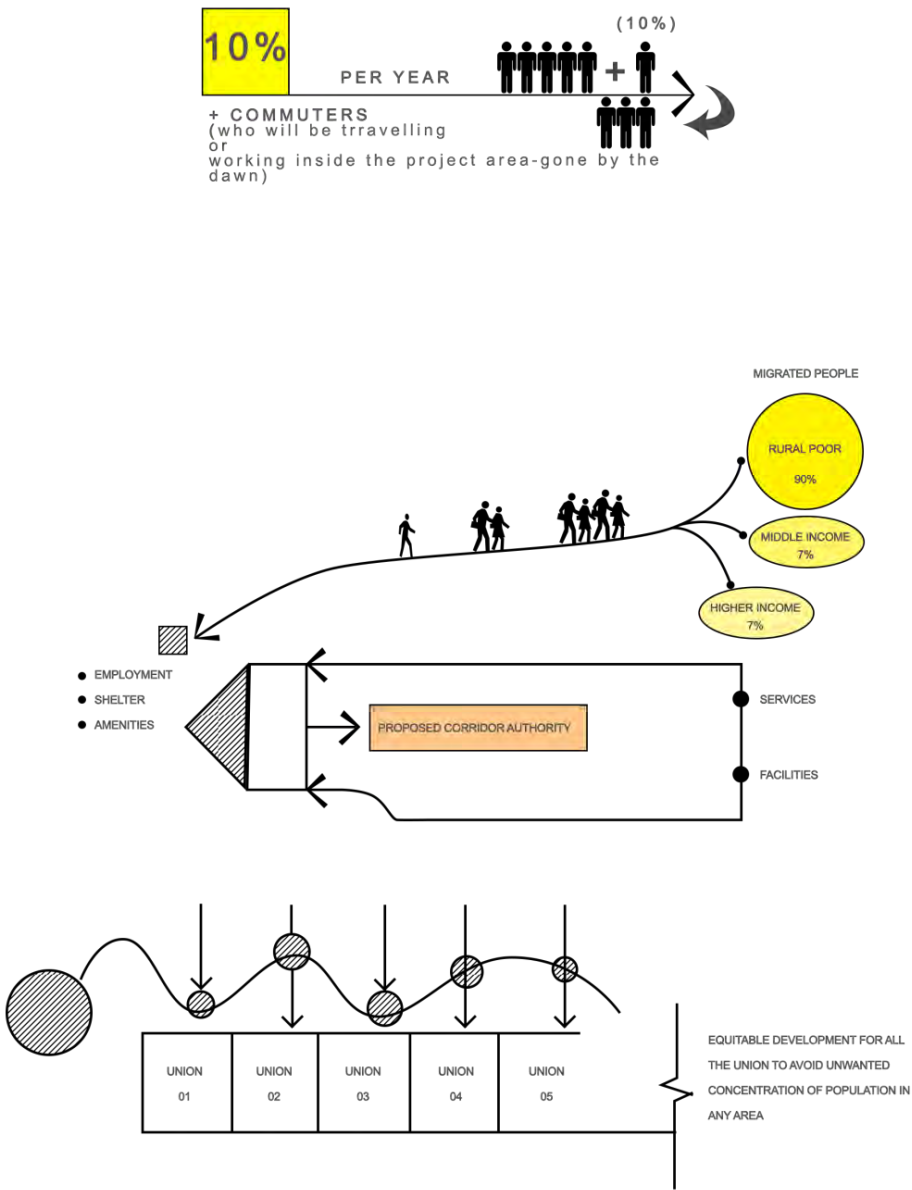 (10%)
10%
PER YEAR
+
+ COMMUTERS
(who will be trravelling
or
working inside the project area-gone by the
dawn)
MIGRATED PEOPLE
RURAL POOR
90%
MIDDLE INCOME
7%
HIGHER INCOME
7%
EMPLOYMENT
SHELTER
AMENITIES
PROPOSED CORRIDOR AUTHORITY
SERVICES
FACILITIES
UNION
01
UNION
02
UNION
03
UNION
04
UNION
05
EQUITABLE DEVELOPMENT FOR ALL
THE UNION TO AVOID UNWANTED
CONCENTRATION OF POPULATION IN
ANY AREA